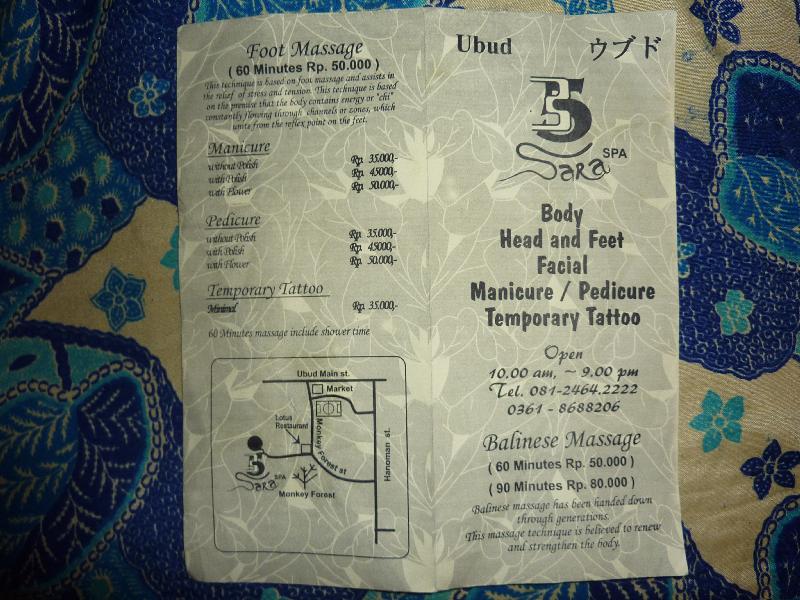 Foot Massage
( 60 Minutes Rp. 50.000 )
This technique is based on foot massage and assists in
the relief of stress and tension. This technique is based
on the premise that the body contains energy or "chi"
constantly flowing through channels or zones, which
unite from the reflex point on the feet.
Manicure
without Polish Rp. 35.000,-
with Polish Rp. 45000,-
with Flower Rp. 50.000,-
Pedicure
without Polish Rp. 35.000,-
with Polish Rp. 45000,-
with Flower Rp. 50.000,-
Temporary Tattoo
Minimal Rp. 35.000,-
60 Minutes massage include shower time
Ubud Main st.
Market
Lotus
Restaurant
Monkey Forest st
Hanoman st.
Sara SPA
Monkey Forest
Ubud ウブド
Sara SPA
Body
Head and Feet
Facial
Manicure / Pedicure
Temporary Tattoo
Open
10.00 am, ~ 9.00 pm
Tel. 081-2464.2222
0361 - 8688206
Balinese Massage
( 60 Minutes Rp. 50.000 )
( 90 Minutes Rp. 80.000 )
Balinese massage has been handed down
through generations.
This massage technique is believed to renew
and strengthen the body.